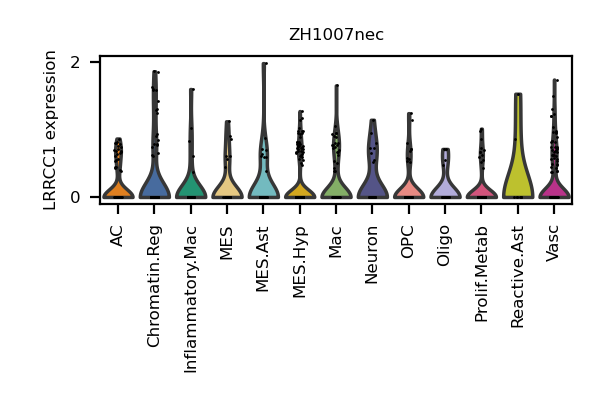 ZH1007nec
LRRCC1 expression
2
0
AC
Chromatin.Reg
Inflammatory.Mac
MES
MES.Ast
MES.Hyp
Mac
Neuron
OPC
Oligo
Prolif.Metab
Reactive.Ast
Vasc